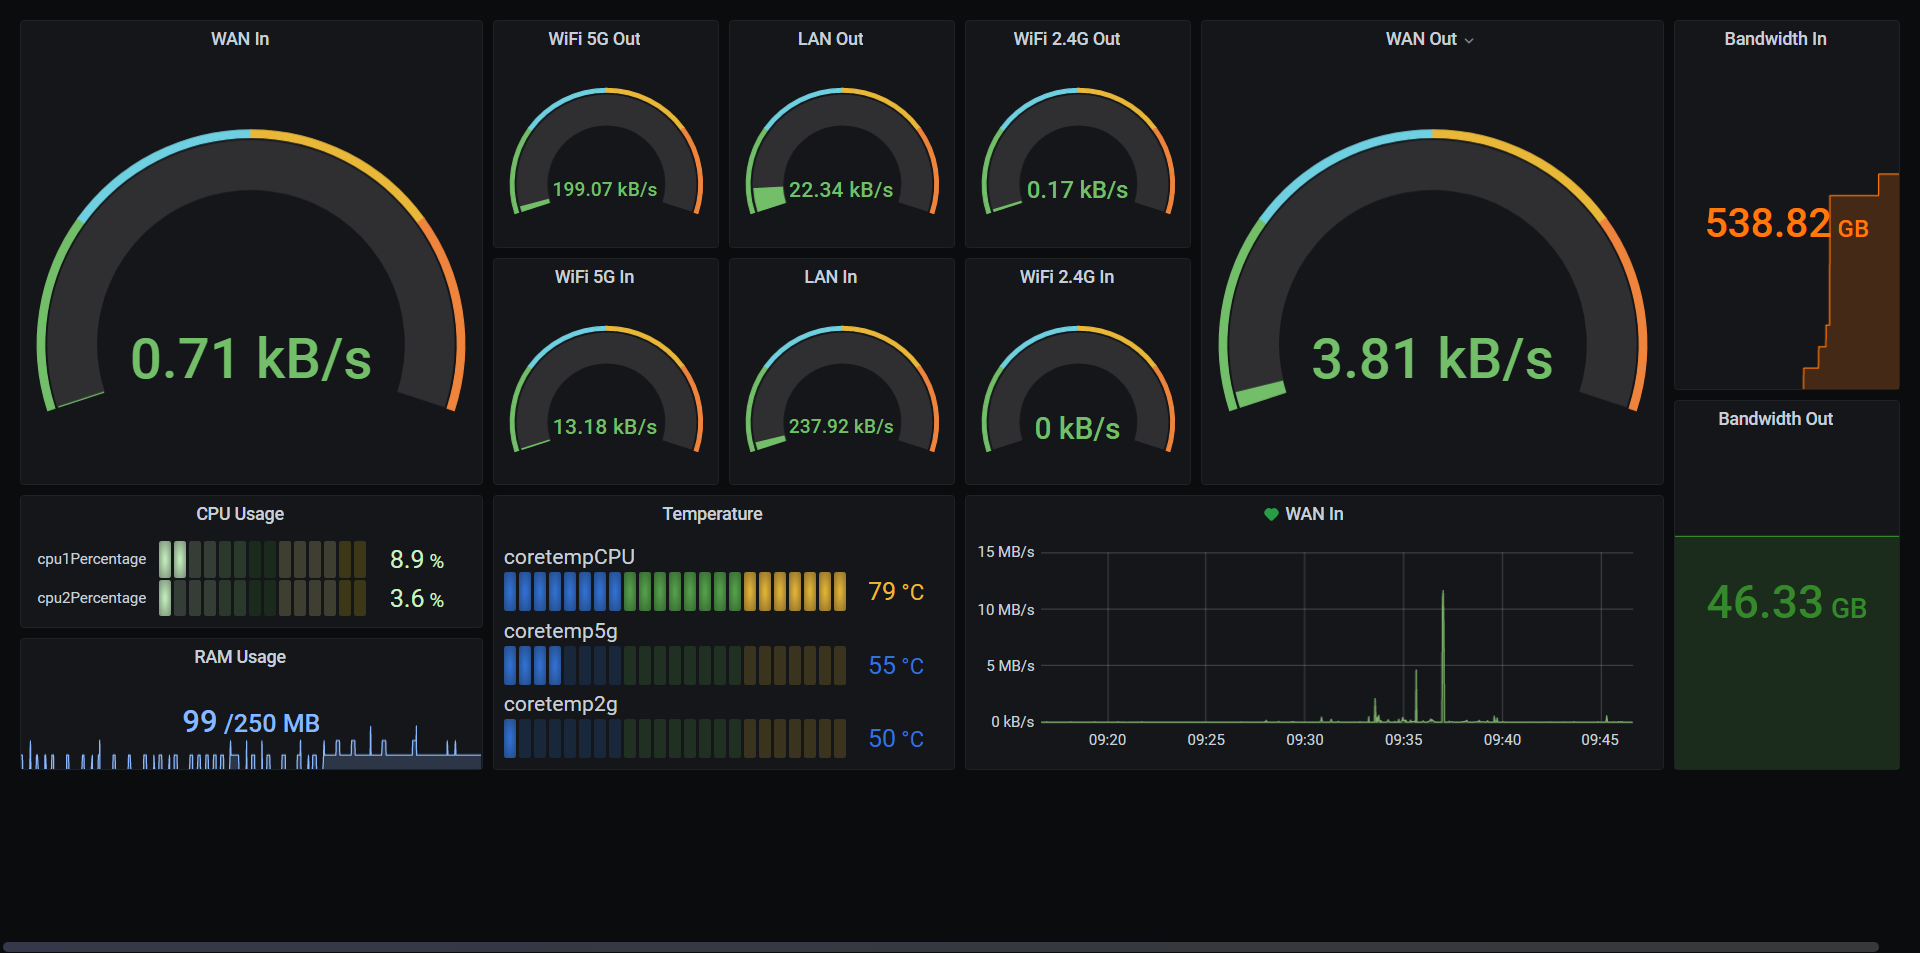 WAN In
0.71 kB/s
WiFi 5G Out
199.07 kB/s
LAN Out
22.34 kB/s
WiFi 2.4G Out
0.17 kB/s
WiFi 5G In
13.18 kB/s
LAN In
237.92 kB/s
WiFi 2.4G In
0 kB/s
WAN Out
3.81 kB/s
Bandwidth In
538.82 GB
Bandwidth Out
46.33 GB
CPU Usage
cpu1Percentage 8.9 %
cpu2Percentage 3.6 %
RAM Usage
99 /250 MB
Temperature
coretempCPU
79 °C
coretemp5g
55 °C
coretemp2g
50 °C
WAN In
15 MB/s
10 MB/s
5 MB/s
0 kB/s
09:20 09:25 09:30 09:35 09:40 09:45